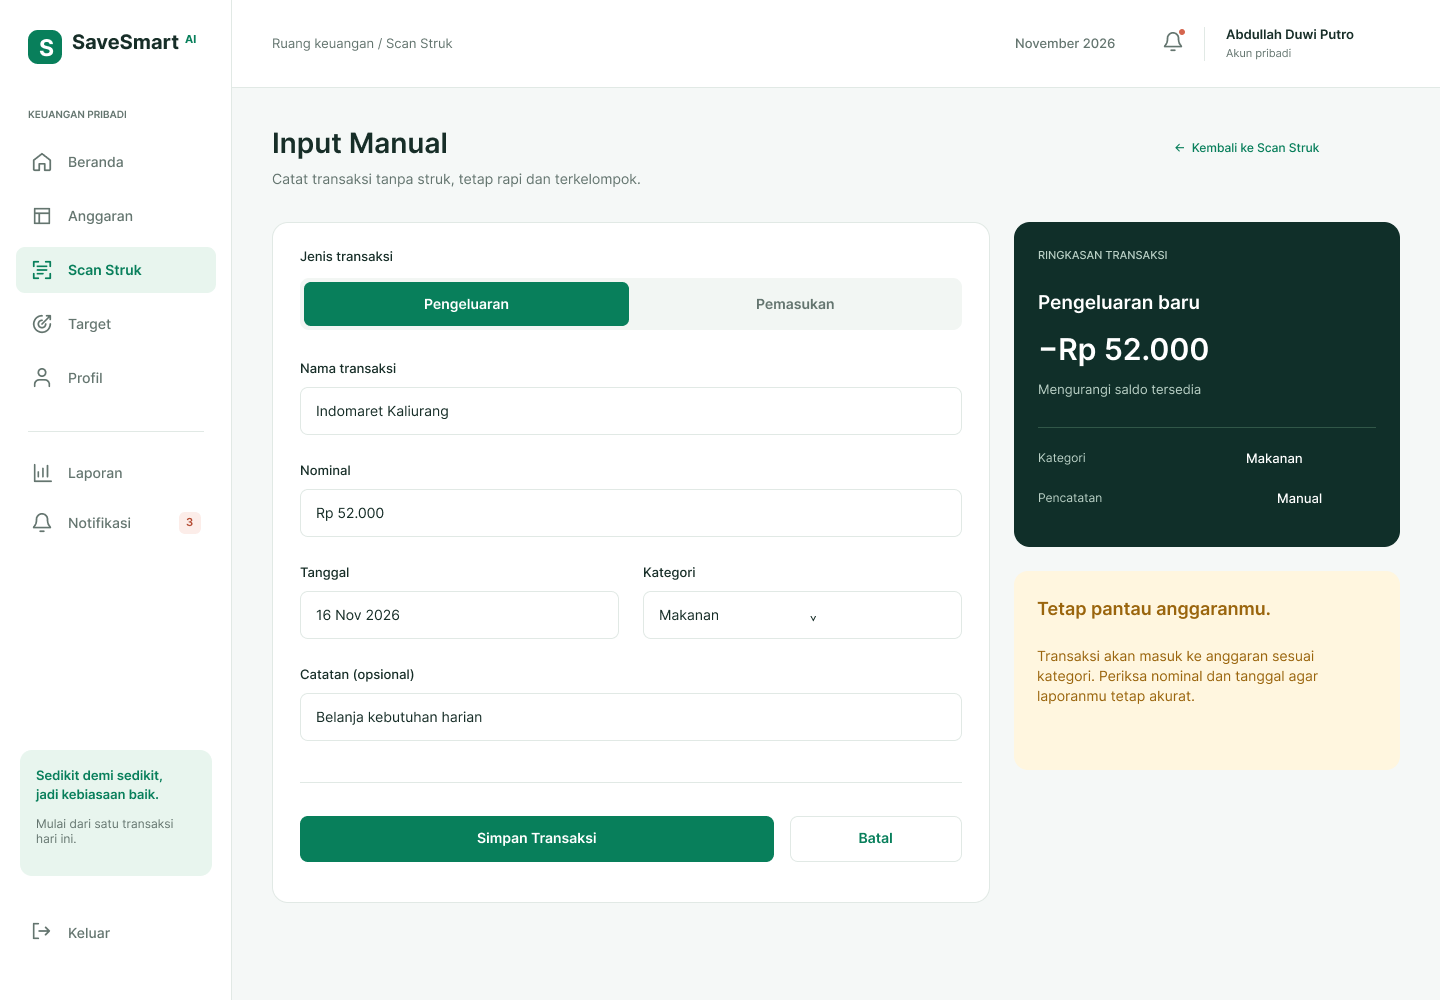 S SaveSmart AI
KEUANGAN PRIBADI
Beranda
Anggaran
Scan Struk
Target
Profil
Laporan
Notifikasi 3
Sedikit demi sedikit,
jadi kebiasaan baik.
Mulai dari satu transaksi
hari ini.
Keluar
Ruang keuangan / Scan Struk
November 2026
Abdullah Duwi Putro
Akun pribadi
Input Manual
Catat transaksi tanpa struk, tetap rapi dan terkelompok.
← Kembali ke Scan Struk
Jenis transaksi
Pengeluaran Pemasukan
Nama transaksi
Indomaret Kaliurang
Nominal
Rp 52.000
Tanggal Kategori
16 Nov 2026 Makanan
Catatan (opsional)
Belanja kebutuhan harian
Simpan Transaksi Batal
RINGKASAN TRANSAKSI
Pengeluaran baru
−Rp 52.000
Mengurangi saldo tersedia
Kategori Makanan
Pencatatan Manual
Tetap pantau anggaranmu.
Transaksi akan masuk ke anggaran sesuai
kategori. Periksa nominal dan tanggal agar
laporanmu tetap akurat.